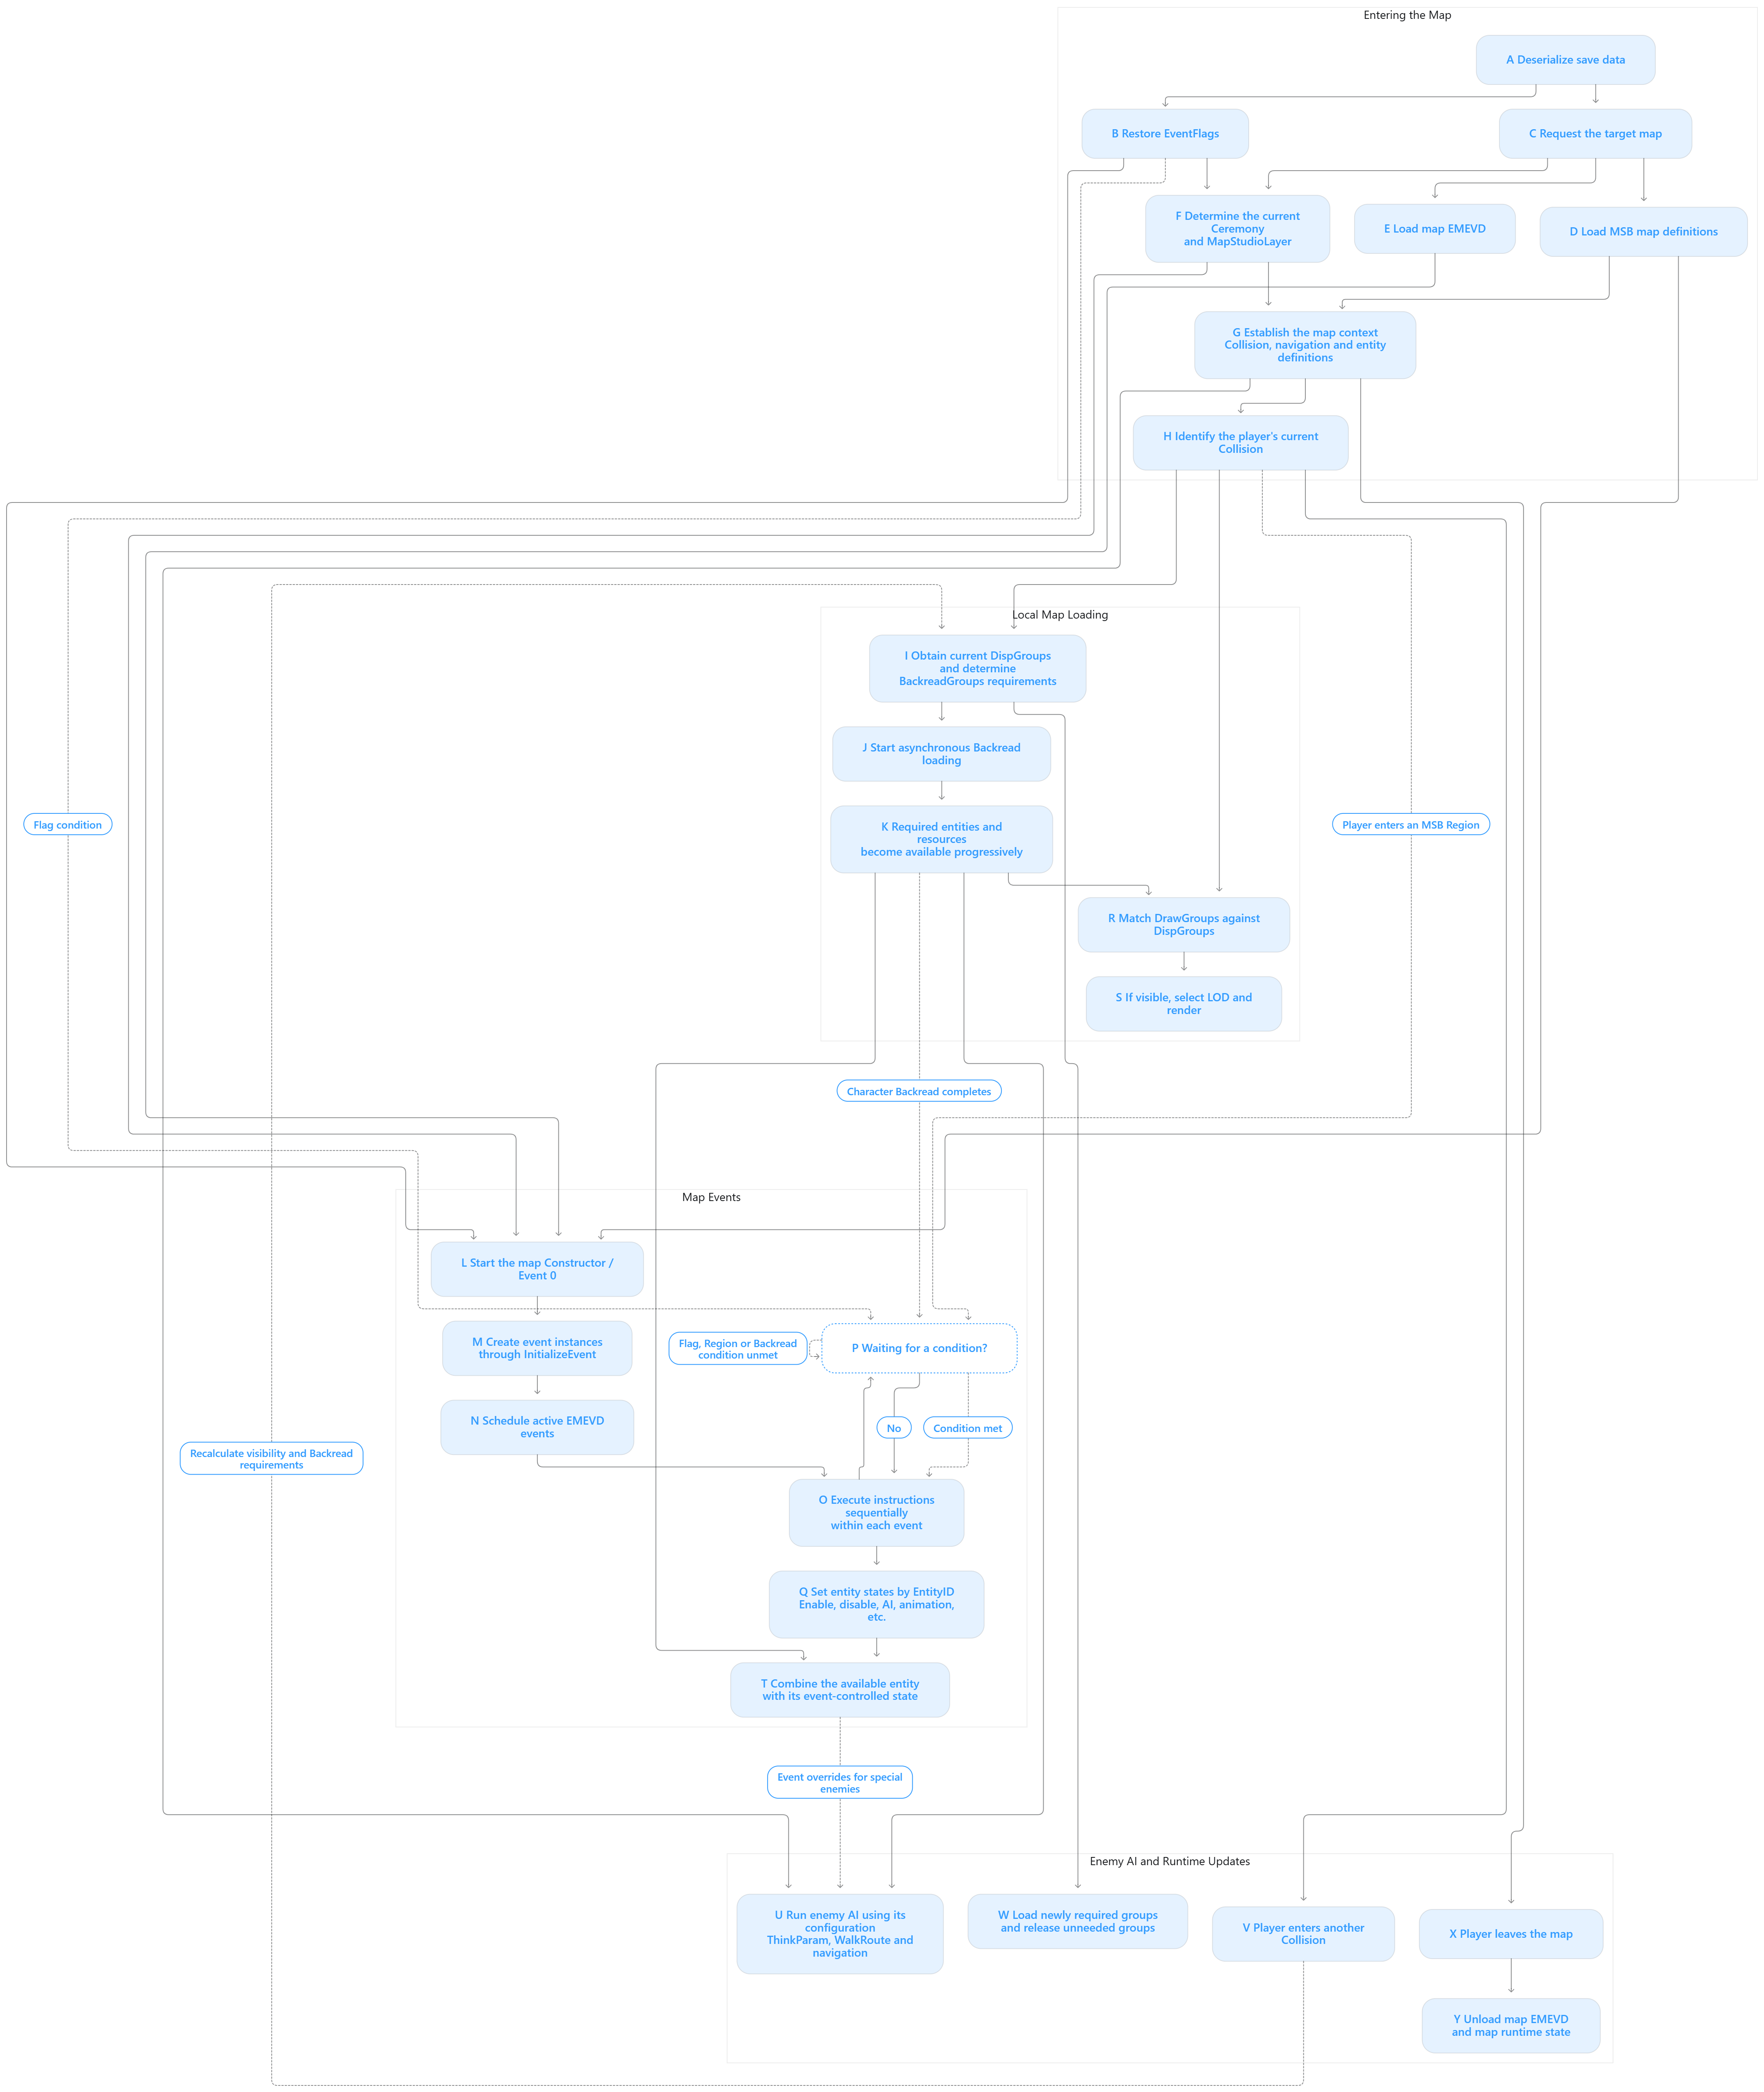 Entering the Map
A Deserialize save data
B Restore EventFlags
C Request the target map
F Determine the current
Ceremony
and MapStudioLayer
E Load map EMEVD
D Load MSB map definitions
G Establish the map context
Collision, navigation and entity
definitions
H Identify the player's current
Collision
Local Map Loading
I Obtain current DispGroups
and determine
BackreadGroups requirements
J Start asynchronous Backread
loading
Flag condition
K Required entities and
resources
become available progressively
Player enters an MSB Region
R Match DrawGroups against
DispGroups
S If visible, select LOD and
render
Character Backread completes
Map Events
L Start the map Constructor /
Event 0
M Create event instances
through InitializeEvent
Flag, Region or Backread
condition unmet
P Waiting for a condition?
N Schedule active EMEVD
events
No
Condition met
Recalculate visibility and Backread
requirements
O Execute instructions
sequentially
within each event
Q Set entity states by EntityID
Enable, disable, AI, animation,
etc.
T Combine the available entity
with its event-controlled state
Event overrides for special
enemies
Enemy AI and Runtime Updates
U Run enemy AI using its
configuration
ThinkParam, WalkRoute and
navigation
W Load newly required groups
and release unneeded groups
V Player enters another
Collision
X Player leaves the map
Y Unload map EMEVD
and map runtime state